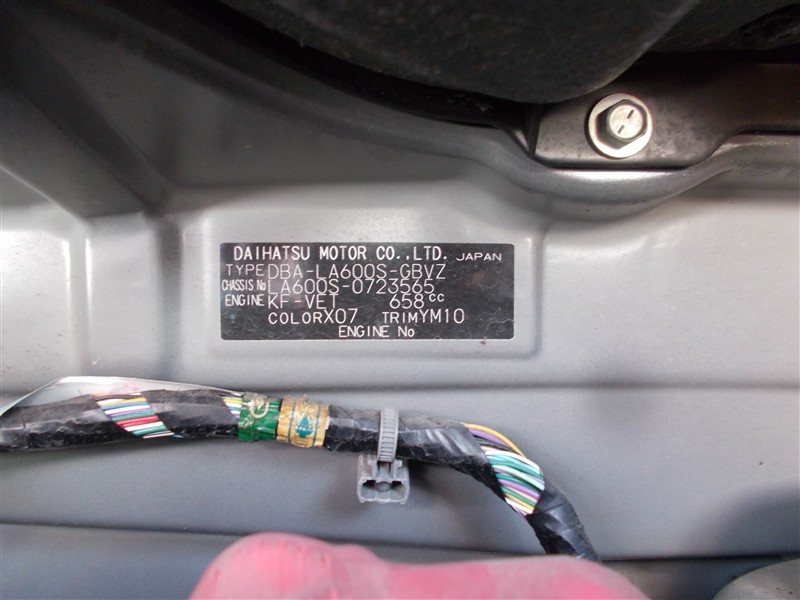 DAIHATSU MOTOR CO.,LTD. JAPAN
TYPE DBA-LA600S-GBVZ
CHASSIS No LA600S-0723565
ENGINE KF-VET 658cc
COLOR X07 TRIM YM10
ENGINE No